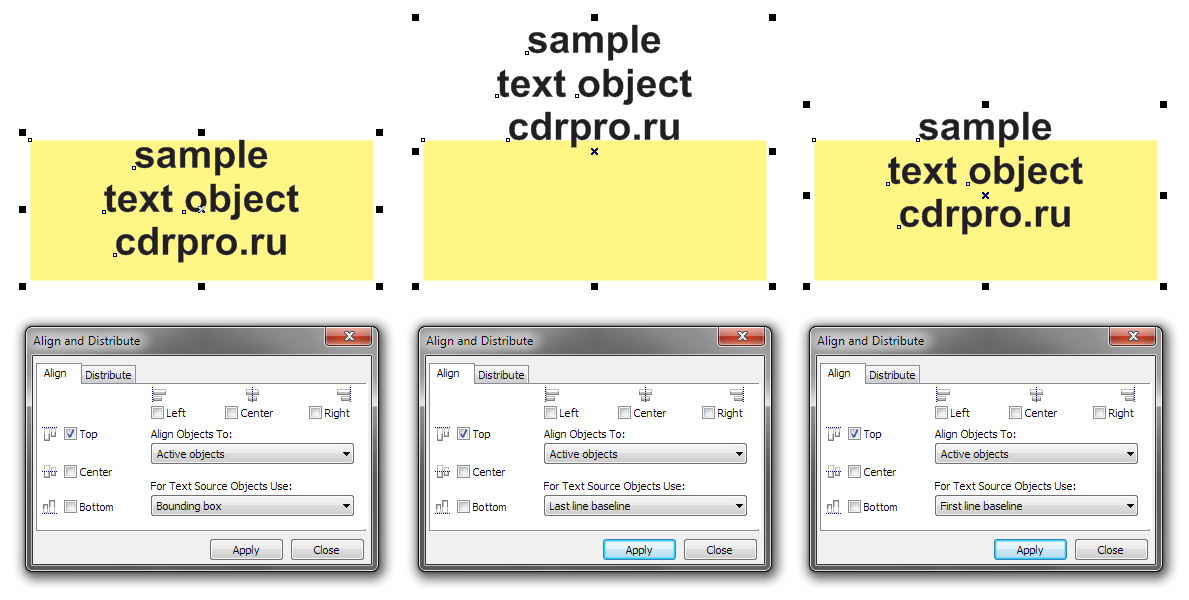 sample
text object
cdrpro.ru
sample
text object
cdrpro.ru
sample
text object
cdrpro.ru
Align and Distribute
Align Distribute
Left Center Right
Top Align Objects To:
Active objects
Center
For Text Source Objects Use:
Bottom Bounding box
Apply Close
Align and Distribute
Align Distribute
Left Center Right
Top Align Objects To:
Active objects
Center
For Text Source Objects Use:
Bottom Last line baseline
Apply Close
Align and Distribute
Align Distribute
Left Center Right
Top Align Objects To:
Active objects
Center
For Text Source Objects Use:
Bottom First line baseline
Apply Close